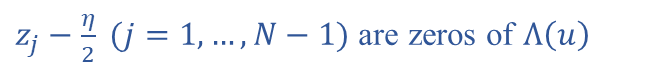 z_j − η/2 (j = 1, ..., N − 1) are zeros of Λ(u)